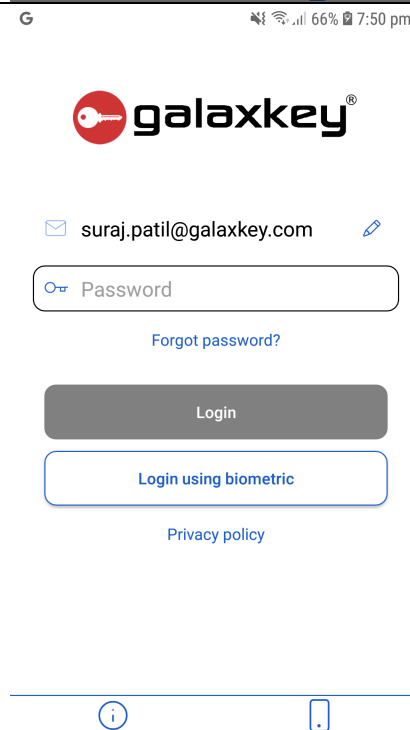 G 66% 7:50 pm
galaxkey®
suraj.patil@galaxkey.com
Password
Forgot password?
Login
Login using biometric
Privacy policy